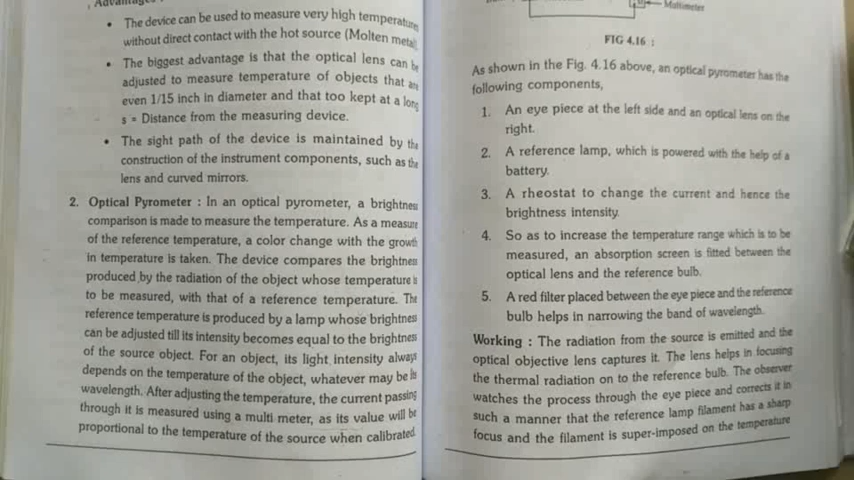 Advantages :
• The device can be used to measure very high temperature
without direct contact with the hot source (Molten metal).
• The biggest advantage is that the optical lens can be
adjusted to measure temperature of objects that are
even 1/15 inch in diameter and that too kept at a long
s = Distance from the measuring device.
• The sight path of the device is maintained by the
construction of the instrument components, such as the
lens and curved mirrors.
2. Optical Pyrometer : In an optical pyrometer, a brightness
comparison is made to measure the temperature. As a measure
of the reference temperature, a color change with the growth
in temperature is taken. The device compares the brightness
produced by the radiation of the object whose temperature is
to be measured, with that of a reference temperature. The
reference temperature is produced by a lamp whose brightness
can be adjusted till its intensity becomes equal to the brightness
of the source object. For an object, its light intensity always
depends on the temperature of the object, whatever may be its
wavelength. After adjusting the temperature, the current passing
through it is measured using a multi meter, as its value will be
proportional to the temperature of the source when calibrated.
Multimeter
FIG 4.16 :
As shown in the Fig. 4.16 above, an optical pyrometer has the
following components,
1. An eye piece at the left side and an optical lens on the
right.
2. A reference lamp, which is powered with the help of a
battery.
3. A rheostat to change the current and hence the
brightness intensity.
4. So as to increase the temperature range which is to be
measured, an absorption screen is fitted between the
optical lens and the reference bulb.
5. A red filter placed between the eye piece and the reference
bulb helps in narrowing the band of wavelength.
Working : The radiation from the source is emitted and the
optical objective lens captures it. The lens helps in focusing
the thermal radiation on to the reference bulb. The observer
watches the process through the eye piece and corrects it in
such a manner that the reference lamp filament has a sharp
focus and the filament is super-imposed on the temperature